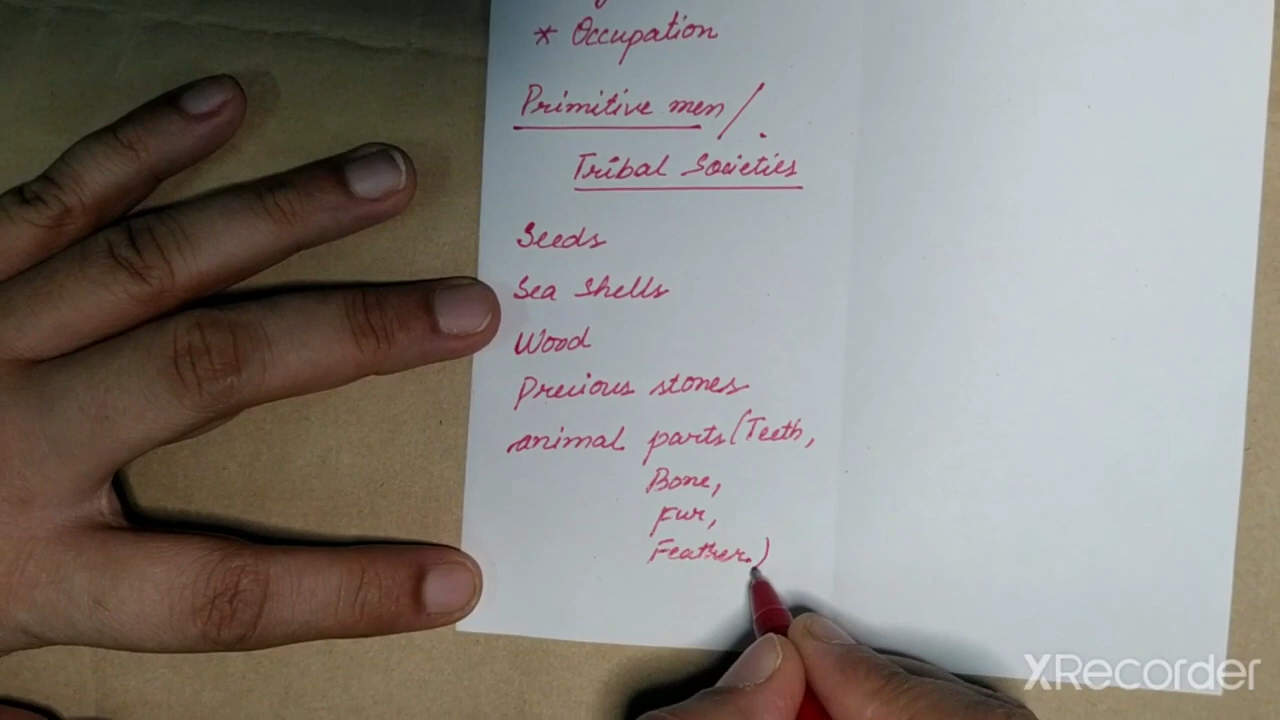 * Occupation
Primitive men /
Tribal Societies
Seeds
Sea Shells
Wood
Precious stones
animal parts (Teeth,
Bone,
Fur,
Feather.)
XRecorder